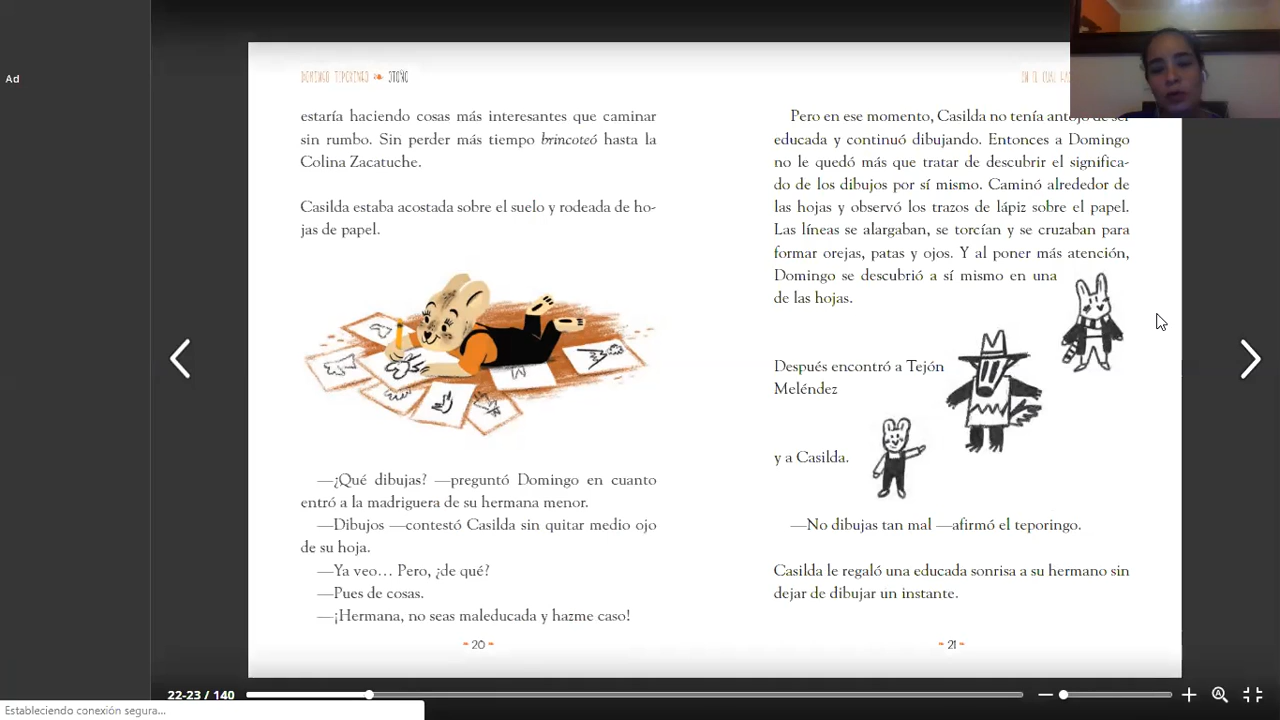 Ad
DOMINGO TEPORINGO OTOÑO
estaría haciendo cosas más interesantes que caminar
sin rumbo. Sin perder más tiempo brincoteó hasta la
Colina Zacatuche.
Casilda estaba acostada sobre el suelo y rodeada de ho-
jas de papel.
—¿Qué dibujas? —preguntó Domingo en cuanto
entró a la madriguera de su hermana menor.
—Dibujos —contestó Casilda sin quitar medio ojo
de su hoja.
—Ya veo... Pero, ¿de qué?
—Pues de cosas.
—¡Hermana, no seas maleducada y hazme caso!
20
EN EL CUAL
Pero en ese momento, Casilda no tenía antojo de ser
educada y continuó dibujando. Entonces a Domingo
no le quedó más que tratar de descubrir el significa-
do de los dibujos por sí mismo. Caminó alrededor de
las hojas y observó los trazos de lápiz sobre el papel.
Las líneas se alargaban, se torcían y se cruzaban para
formar orejas, patas y ojos. Y al poner más atención,
Domingo se descubrió a sí mismo en una
de las hojas.
Después encontró a Tejón
Meléndez
y a Casilda.
—No dibujas tan mal —afirmó el teporingo.
Casilda le regaló una educada sonrisa a su hermano sin
dejar de dibujar un instante.
21
22-23 / 140
Estableciendo conexión segura...